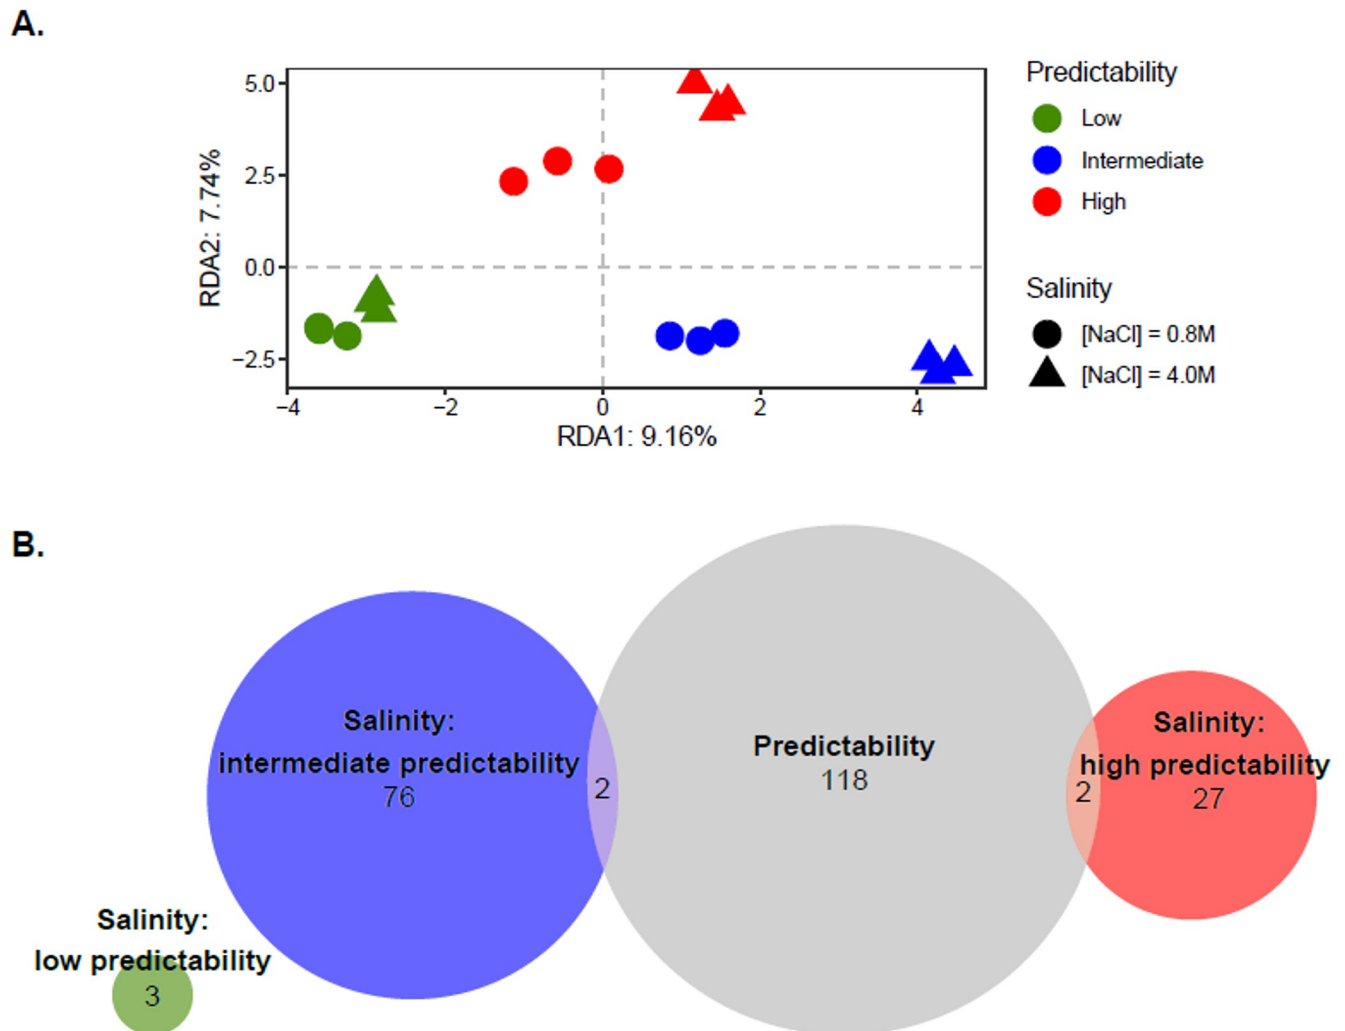 A.
Predictability
Low
Intermediate
High
Salinity
[NaCl] = 0.8M
[NaCl] = 4.0M
RDA2: 7.74%
5.0
2.5
0.0
−2.5
−4
−2
0
2
4
RDA1: 9.16%
B.
Salinity:
intermediate predictability
76
2
Predictability
118
2
Salinity:
high predictability
27
Salinity:
low predictability
3